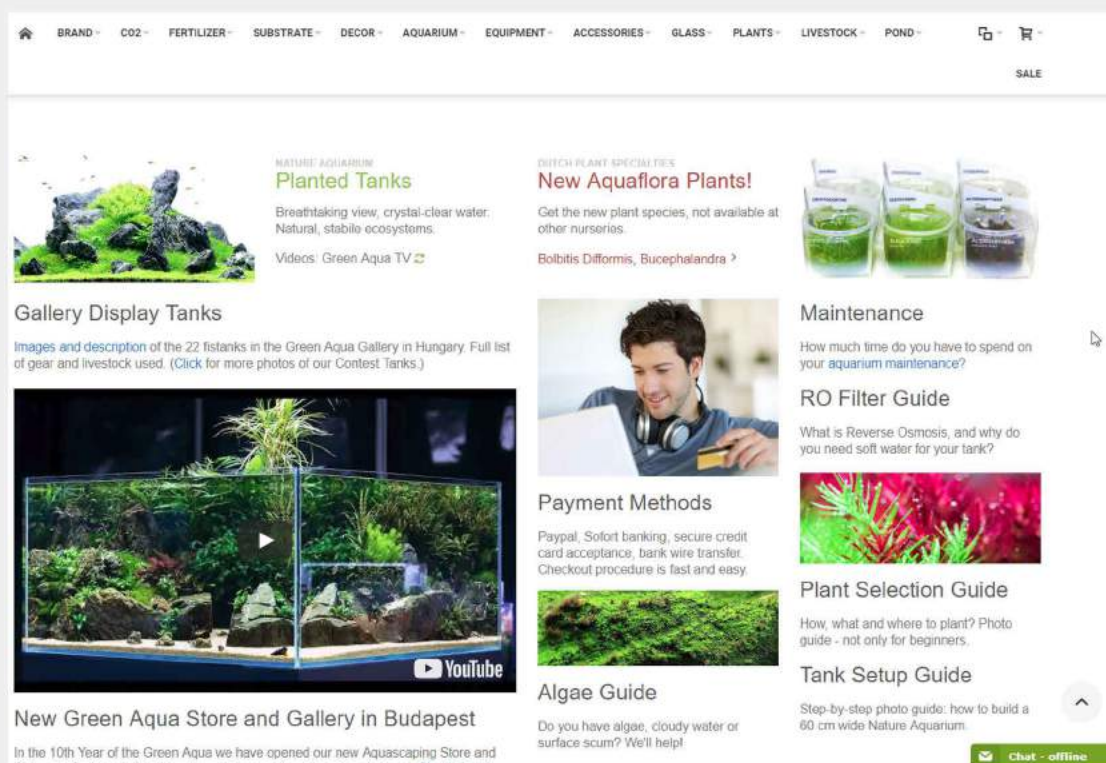 BRAND CO2 FERTILIZER SUBSTRATE DECOR AQUARIUM EQUIPMENT ACCESSORIES GLASS PLANTS LIVESTOCK POND
SALE
NATURE AQUARIUM
Planted Tanks
Breathtaking view, crystal-clear water.
Natural, stabile ecosystems.
Videos: Green Aqua TV
DUTCH PLANT SPECIALTIES
New Aquaflora Plants!
Get the new plant species, not available at
other nurseries.
Bolbitis Difformis, Bucephalandra >
Gallery Display Tanks
Images and description of the 22 fistanks in the Green Aqua Gallery in Hungary. Full list
of gear and livestock used. (Click for more photos of our Contest Tanks.)
YouTube
New Green Aqua Store and Gallery in Budapest
In the 10th Year of the Green Aqua we have opened our new Aquascaping Store and
Payment Methods
Paypal, Sofort banking, secure credit
card acceptance, bank wire transfer.
Checkout procedure is fast and easy.
Algae Guide
Do you have algae, cloudy water or
surface scum? We'll help!
Maintenance
How much time do you have to spend on
your aquarium maintenance?
RO Filter Guide
What is Reverse Osmosis, and why do
you need soft water for your tank?
Plant Selection Guide
How, what and where to plant? Photo
guide - not only for beginners.
Tank Setup Guide
Step-by-step photo guide: how to build a
60 cm wide Nature Aquarium.
Chat - offline